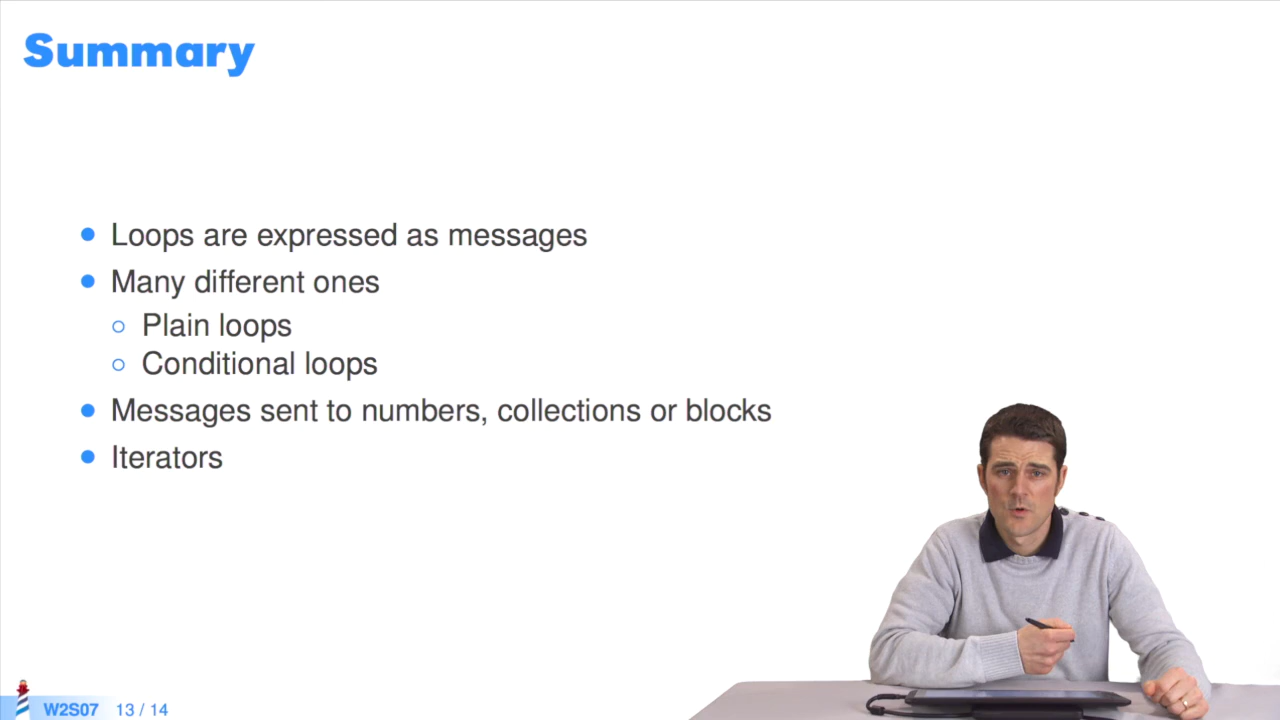 Summary
Loops are expressed as messages
Many different ones
Plain loops
Conditional loops
Messages sent to numbers, collections or blocks
Iterators
W2S07 13 / 14